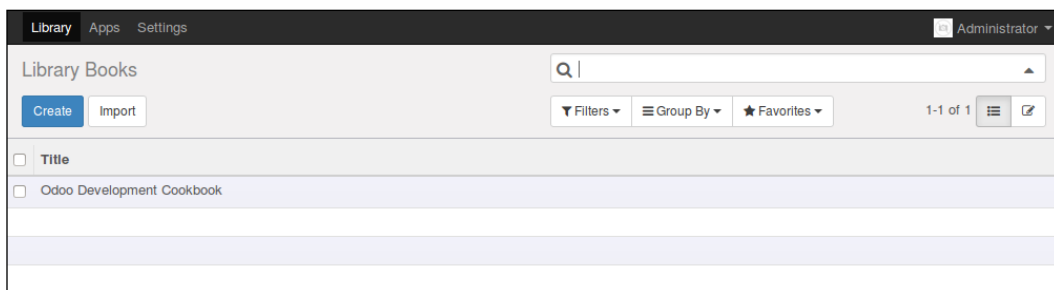 Library Apps Settings Administrator
Library Books
Create Import Filters Group By Favorites 1-1 of 1
Title
Odoo Development Cookbook